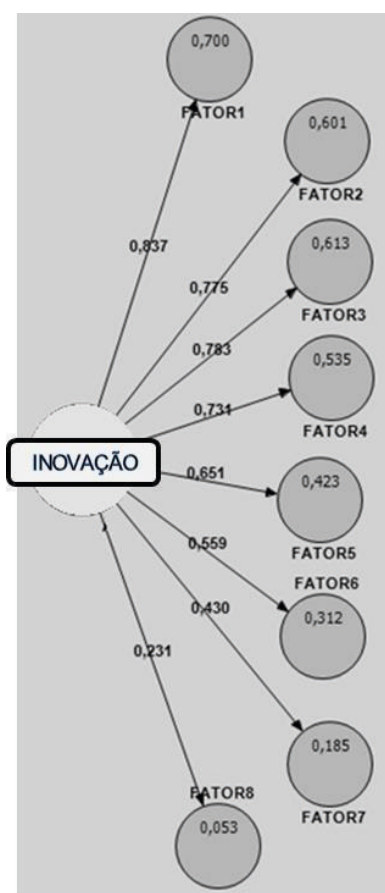 0,700
FATOR1
0,601
FATOR2
0,837
0,775
0,613
FATOR3
0,783
0,535
FATOR4
0,731
INOVAÇÃO
0,651
0,423
FATOR5
0,559
FATOR6
0,312
0,430
0,231
0,185
FATOR7
FATOR8
0,053